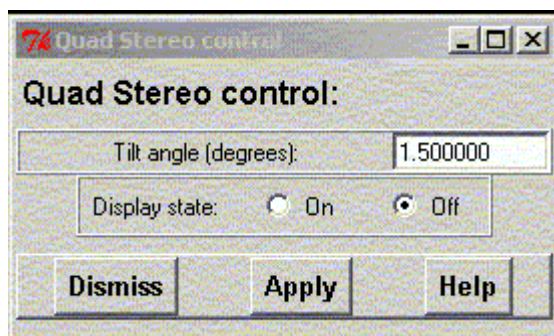 Quad Stereo control
Quad Stereo control:
Tilt angle (degrees): 1.500000
Display state: On Off
Dismiss Apply Help